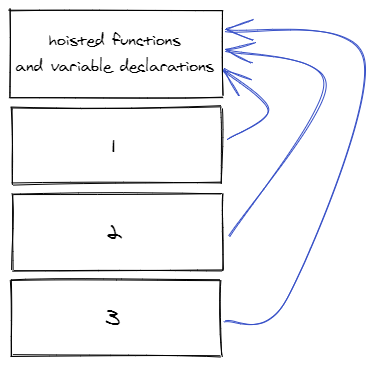 hoisted functions
and variable declarations
1
2
3